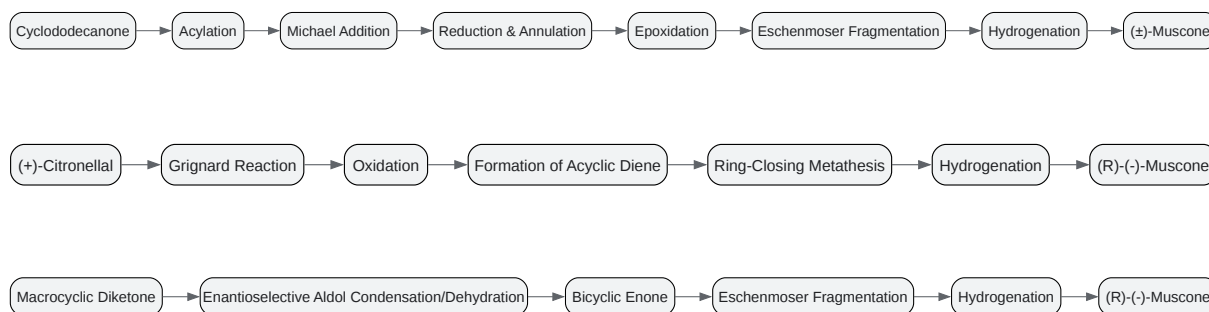 Cyclododecanone Acylation Michael Addition Reduction & Annulation Epoxidation Eschenmoser Fragmentation Hydrogenation (±)-Muscone
(+)-Citronellal Grignard Reaction Oxidation Formation of Acyclic Diene Ring-Closing Metathesis Hydrogenation (R)-(-)-Muscone
Macrocyclic Diketone Enantioselective Aldol Condensation/Dehydration Bicyclic Enone Eschenmoser Fragmentation Hydrogenation (R)-(-)-Muscone